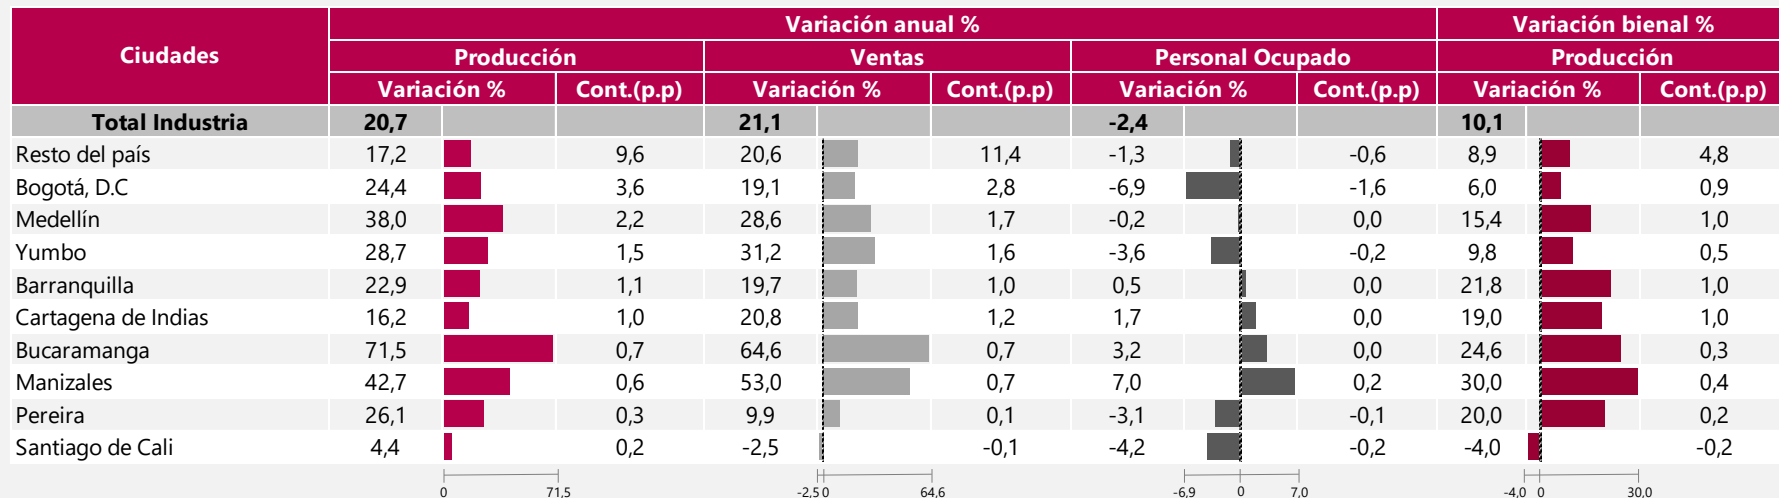 Ciudades Variación anual % Variación bienal %
Producción Ventas Personal Ocupado Producción
Variación % Cont.(p.p) Variación % Cont.(p.p) Variación % Cont.(p.p) Variación % Cont.(p.p)
Total Industria 20,7 21,1 -2,4 10,1
Resto del país 17,2 9,6 20,6 11,4 -1,3 -0,6 8,9 4,8
Bogotá, D.C 24,4 3,6 19,1 2,8 -6,9 -1,6 6,0 0,9
Medellín 38,0 2,2 28,6 1,7 -0,2 0,0 15,4 1,0
Yumbo 28,7 1,5 31,2 1,6 -3,6 -0,2 9,8 0,5
Barranquilla 22,9 1,1 19,7 1,0 0,5 0,0 21,8 1,0
Cartagena de Indias 16,2 1,0 20,8 1,2 1,7 0,0 19,0 1,0
Bucaramanga 71,5 0,7 64,6 0,7 3,2 0,0 24,6 0,3
Manizales 42,7 0,6 53,0 0,7 7,0 0,2 30,0 0,4
Pereira 26,1 0,3 9,9 0,1 -3,1 -0,1 20,0 0,2
Santiago de Cali 4,4 0,2 -2,5 -0,1 -4,2 -0,2 -4,0 -0,2
0 71,5 -2,5 0 64,6 -6,9 0 7,0 -4,0 0 30,0